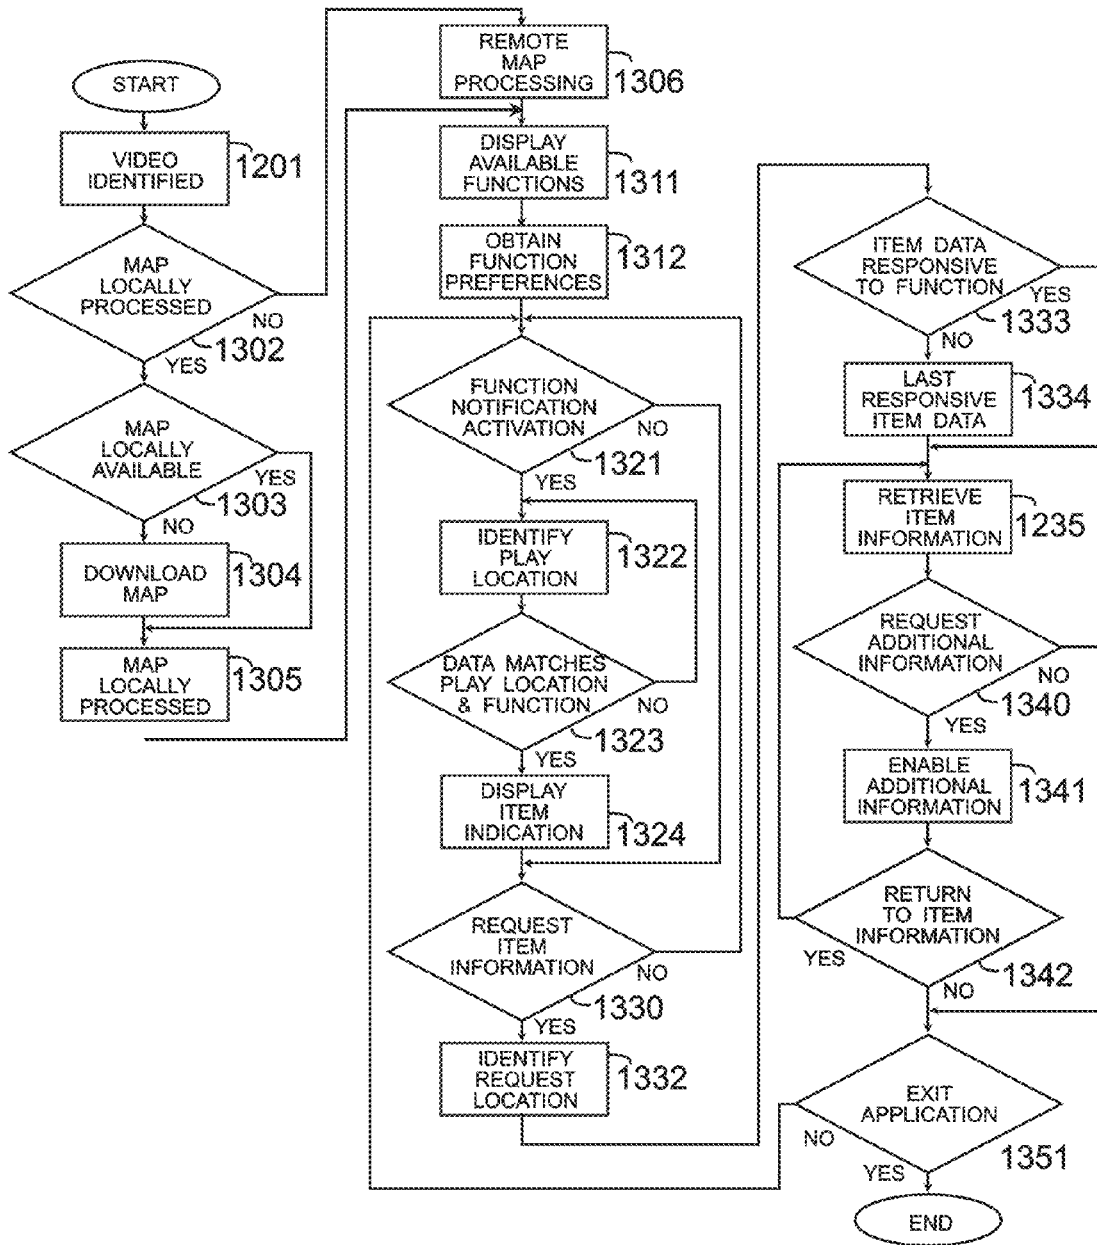 START
VIDEO
IDENTIFIED
1201
MAP
LOCALLY
PROCESSED
NO
1302
YES
MAP
LOCALLY
AVAILABLE
YES
1303
NO
DOWNLOAD
MAP
1304
MAP
LOCALLY
PROCESSED
1305
REMOTE
MAP
PROCESSING
1306
DISPLAY
AVAILABLE
FUNCTIONS
1311
OBTAIN
FUNCTION
PREFERENCES
1312
FUNCTION
NOTIFICATION
ACTIVATION
NO
1321
YES
IDENTIFY
PLAY
LOCATION
1322
DATA MATCHES
PLAY LOCATION
& FUNCTION
NO
1323
YES
DISPLAY
ITEM
INDICATION
1324
REQUEST
ITEM
INFORMATION
NO
1330
YES
IDENTIFY
REQUEST
LOCATION
1332
ITEM DATA
RESPONSIVE
TO FUNCTION
YES
1333
NO
LAST
RESPONSIVE
ITEM DATA
1334
RETRIEVE
ITEM
INFORMATION
1235
REQUEST
ADDITIONAL
INFORMATION
NO
1340
YES
ENABLE
ADDITIONAL
INFORMATION
1341
RETURN
TO ITEM
INFORMATION
YES
1342
NO
EXIT
APPLICATION
NO
1351
YES
END